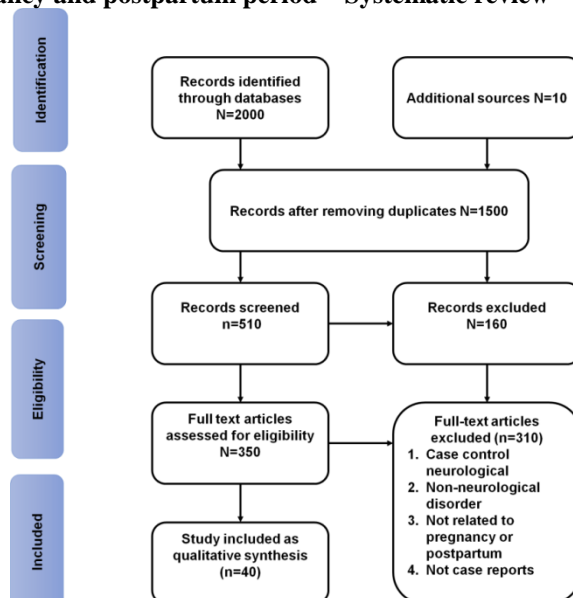 ancy and postpartum period – Systematic review
Identification
Records identified
through databases
N=2000
Additional sources N=10
Screening
Records after removing duplicates N=1500
Records screened
n=510
Records excluded
N=160
Eligibility
Full text articles
assessed for eligibility
N=350
Full-text articles
excluded (n=310)
1. Case control
neurological
2. Non-neurological
disorder
3. Not related to
pregnancy or
postpartum
4. Not case reports
Included
Study included as
qualitative synthesis
(n=40)